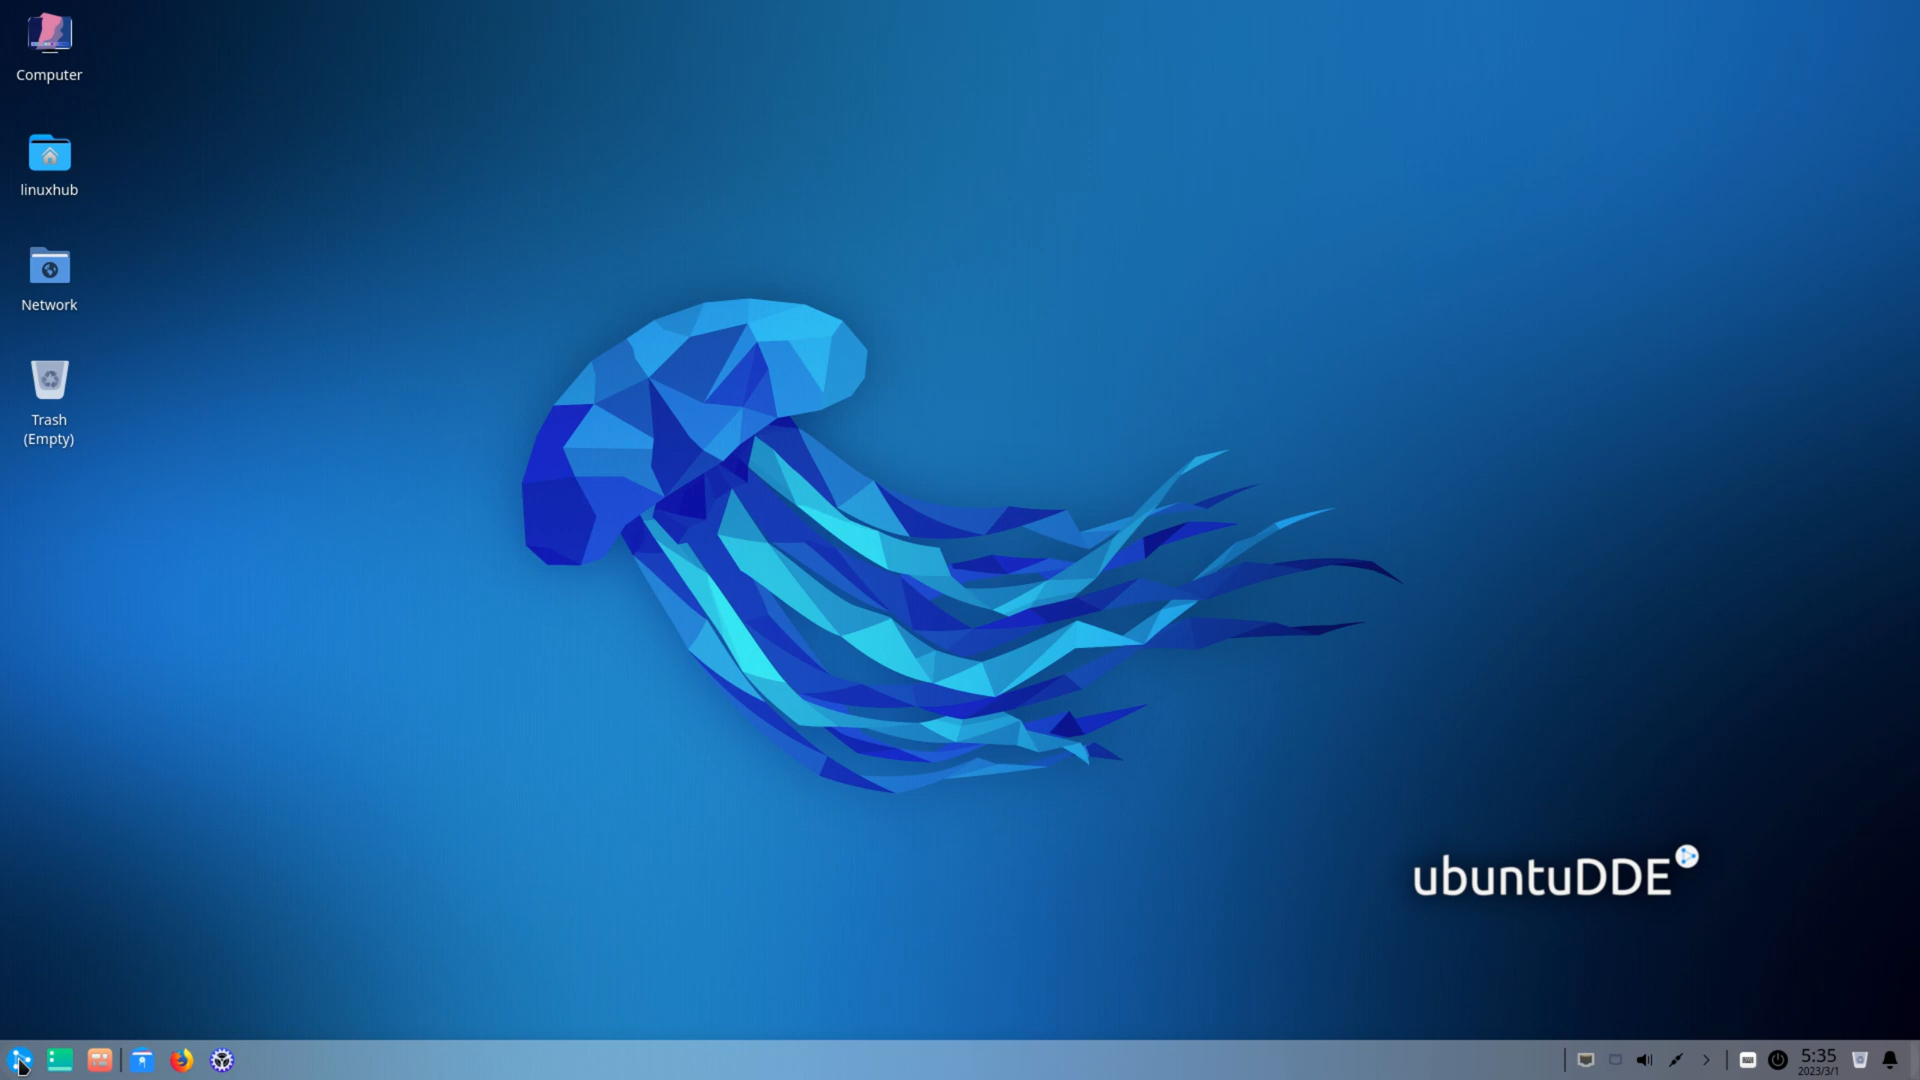 Computer
linuxhub
Network
Trash
(Empty)
ubuntuDDE
5:35
2023/3/1